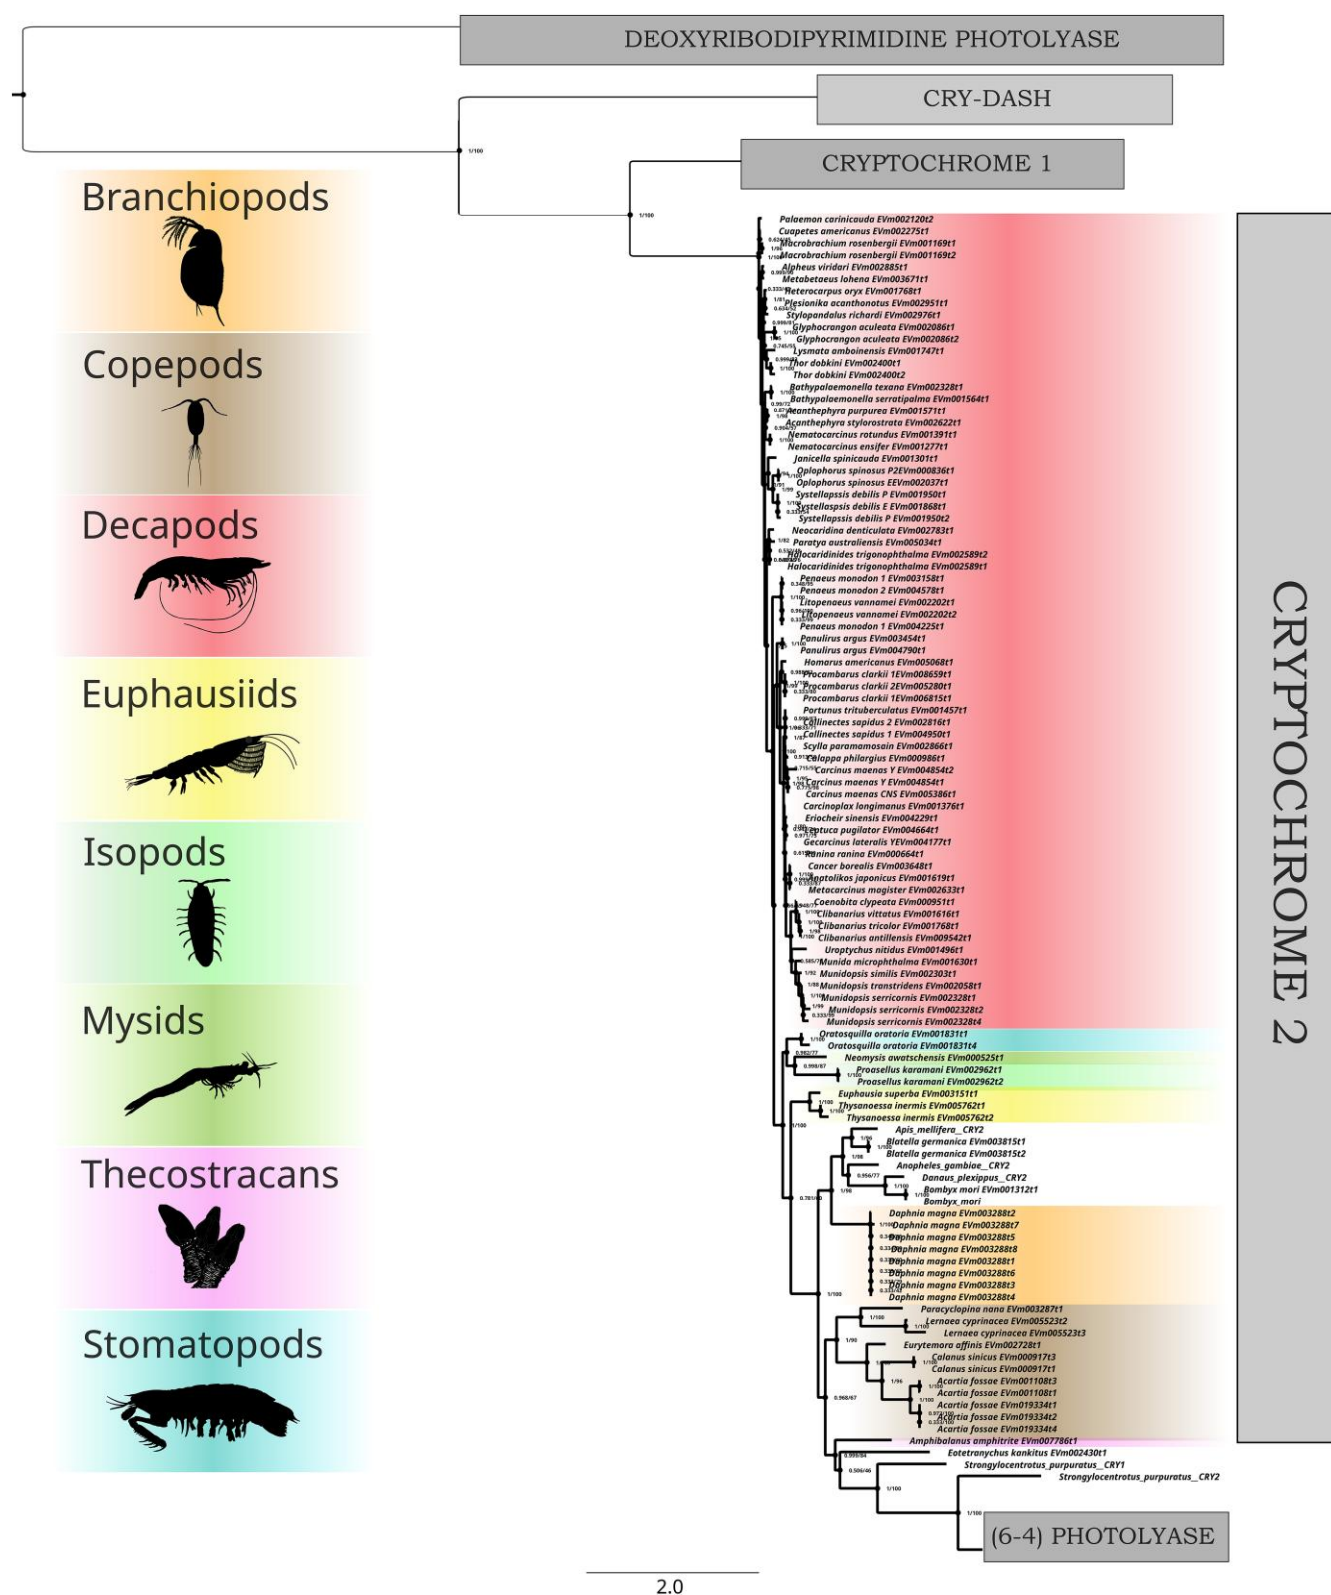 DEOXYRIBODIPYRIMIDINE PHOTOLYASE
CRY-DASH
1/100
CRYPTOCHROME 1
1/100
Branchiopods
Copepods
Decapods
Euphausiids
Isopods
Mysids
Thecostracans
Stomatopods
Palaemon carinicauda EVm002120t2
Cuapetes americanus EVm002275t1
Macrobrachium rosenbergii EVm001169t1
Macrobrachium rosenbergii EVm001169t2
Alpheus viridari EVm002885t1
Metabetaeus lohena EVm003671t1
Heterocarpus oryx EVm001768t1
Plesionika acanthonotus EVm002951t1
Stylopandalus richardi EVm002976t1
Glyphocrangon aculeata EVm002086t1
Glyphocrangon aculeata EVm002086t2
Lysmata amboinensis EVm001747t1
Thor dobkini EVm002400t1
Thor dobkini EVm002400t2
Bathypalaemonella texana EVm002328t1
Bathypalaemonella serratipalma EVm001564t1
Acanthephyra purpurea EVm001571t1
Acanthephyra stylorostrata EVm002622t1
Nematocarcinus rotundus EVm001391t1
Nematocarcinus ensifer EVm001277t1
Janicella spinicauda EVm001301t1
Oplophorus spinosus P2EVm000836t1
Oplophorus spinosus EEVm002037t1
Systellapssis debilis P EVm001950t1
Systellaspsis debilis E EVm001868t1
Systellapssis debilis P EVm001950t2
Neocaridina denticulata EVm002783t1
Paratya australiensis EVm005034t1
Halocaridinides trigonophthalma EVm002589t2
Halocaridinides trigonophthalma EVm002589t1
Penaeus monodon 1 EVm003158t1
Penaeus monodon 2 EVm004578t1
Litopenaeus vannamei EVm002202t1
Litopenaeus vannamei EVm002202t2
Penaeus monodon 1 EVm004225t1
Panulirus argus EVm003454t1
Panulirus argus EVm004790t1
Homarus americanus EVm005068t1
Procambarus clarkii 1EVm008659t1
Procambarus clarkii 2EVm005280t1
Procambarus clarkii 1EVm006815t1
Portunus trituberculatus EVm001457t1
Callinectes sapidus 2 EVm002816t1
Callinectes sapidus 1 EVm004950t1
Scylla paramamosain EVm002866t1
Calappa philargius EVm000986t1
Carcinus maenas Y EVm004854t2
Carcinus maenas Y EVm004854t1
Carcinus maenas CNS EVm005386t1
Carcinoplax longimanus EVm001376t1
Eriocheir sinensis EVm004229t1
Leptuca pugilator EVm004664t1
Gecarcinus lateralis YEVm004177t1
Ranina ranina EVm000664t1
Cancer borealis EVm003648t1
Anatolikos japonicus EVm001619t1
Metacarcinus magister EVm002633t1
Coenobita clypeata EVm000951t1
Clibanarius vittatus EVm001616t1
Clibanarius tricolor EVm001768t1
Clibanarius antillensis EVm009542t1
Uroptychus nitidus EVm001496t1
Munida microphthalma EVm001630t1
Munidopsis similis EVm002303t1
Munidopsis transtridens EVm002058t1
Munidopsis serricornis EVm002328t1
Munidopsis serricornis EVm002328t2
Munidopsis serricornis EVm002328t4
Oratosquilla oratoria EVm001831t1
Oratosquilla oratoria EVm001831t4
Neomysis awatschensis EVm000525t1
Proasellus karamani EVm002962t1
Proasellus karamani EVm002962t2
Euphausia superba EVm003151t1
Thysanoessa inermis EVm005762t1
Thysanoessa inermis EVm005762t2
Apis_mellifera__CRY2
Blatella germanica EVm003815t1
Blatella germanica EVm003815t2
Anopheles_gambiae__CRY2
Danaus_plexippus__CRY2
Bombyx mori EVm001312t1
Bombyx_mori
Daphnia magna EVm003288t2
Daphnia magna EVm003288t7
Daphnia magna EVm003288t5
Daphnia magna EVm003288t8
Daphnia magna EVm003288t1
Daphnia magna EVm003288t6
Daphnia magna EVm003288t3
Daphnia magna EVm003288t4
Paracyclopina nana EVm003287t1
Lernaea cyprinacea EVm005523t2
Lernaea cyprinacea EVm005523t3
Eurytemora affinis EVm002728t1
Calanus sinicus EVm000917t3
Calanus sinicus EVm000917t1
Acartia fossae EVm001108t3
Acartia fossae EVm001108t1
Acartia fossae EVm019334t1
Acartia fossae EVm019334t2
Acartia fossae EVm019334t4
Amphibalanus amphitrite EVm007786t1
Eotetranychus kankitus EVm002430t1
Strongylocentrotus_purpuratus__CRY1
Strongylocentrotus_purpuratus__CRY2
1/100
1/100
(6-4) PHOTOLYASE
CRYPTOCHROME 2
2.0